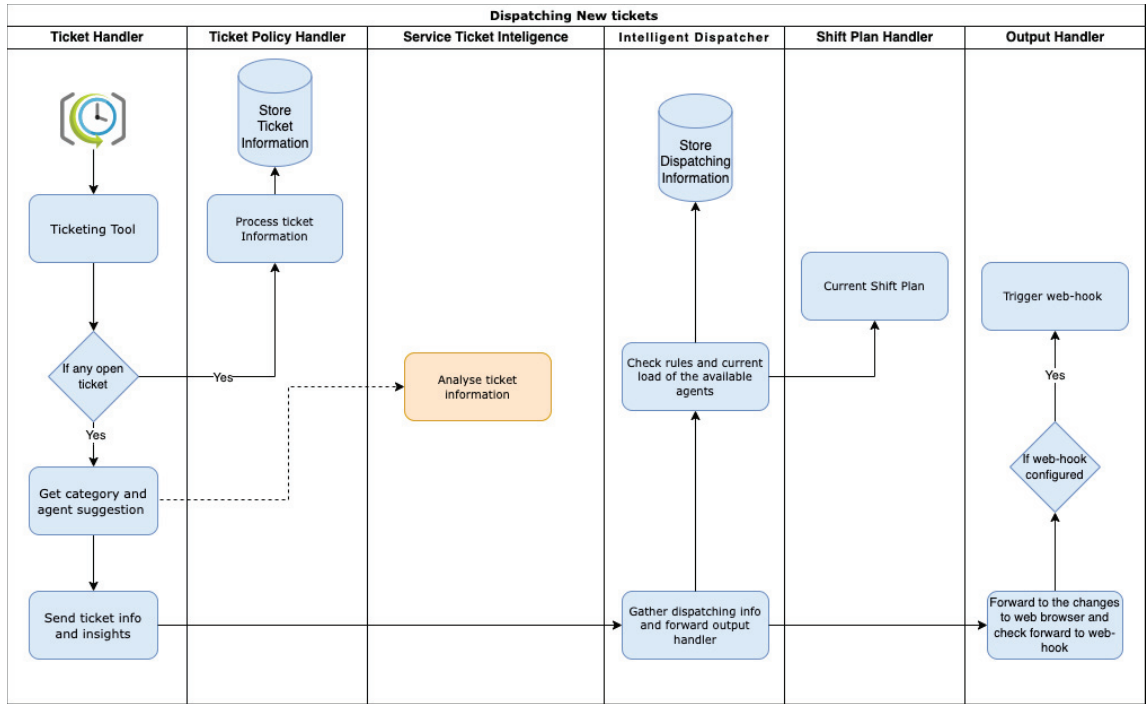 Dispatching New tickets
Ticket Handler
Ticket Policy Handler
Service Ticket Inteligence
Intelligent Dispatcher
Shift Plan Handler
Output Handler
Store
Ticket
Information
Store
Dispatching
Information
Ticketing Tool
Process ticket
Information
Current Shift Plan
Trigger web-hook
If any open
ticket
Yes
Analyse ticket
information
Check rules and current
load of the available
agents
Yes
Yes
If web-hook
configured
Get category and
agent suggestion
Send ticket info
and insights
Gather dispatching info
and forward output
handler
Forward to the changes
to web browser and
check forward to web-
hook